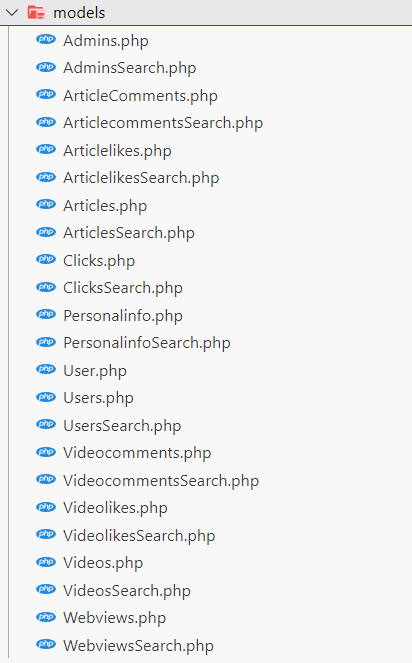 models
php Admins.php
php AdminsSearch.php
php ArticleComments.php
php ArticlecommentsSearch.php
php Articlelikes.php
php ArticlelikesSearch.php
php Articles.php
php ArticlesSearch.php
php Clicks.php
php ClicksSearch.php
php Personalinfo.php
php PersonalinfoSearch.php
php User.php
php Users.php
php UsersSearch.php
php Videocomments.php
php VideocommentsSearch.php
php Videolikes.php
php VideolikesSearch.php
php Videos.php
php VideosSearch.php
php Webviews.php
php WebviewsSearch.php